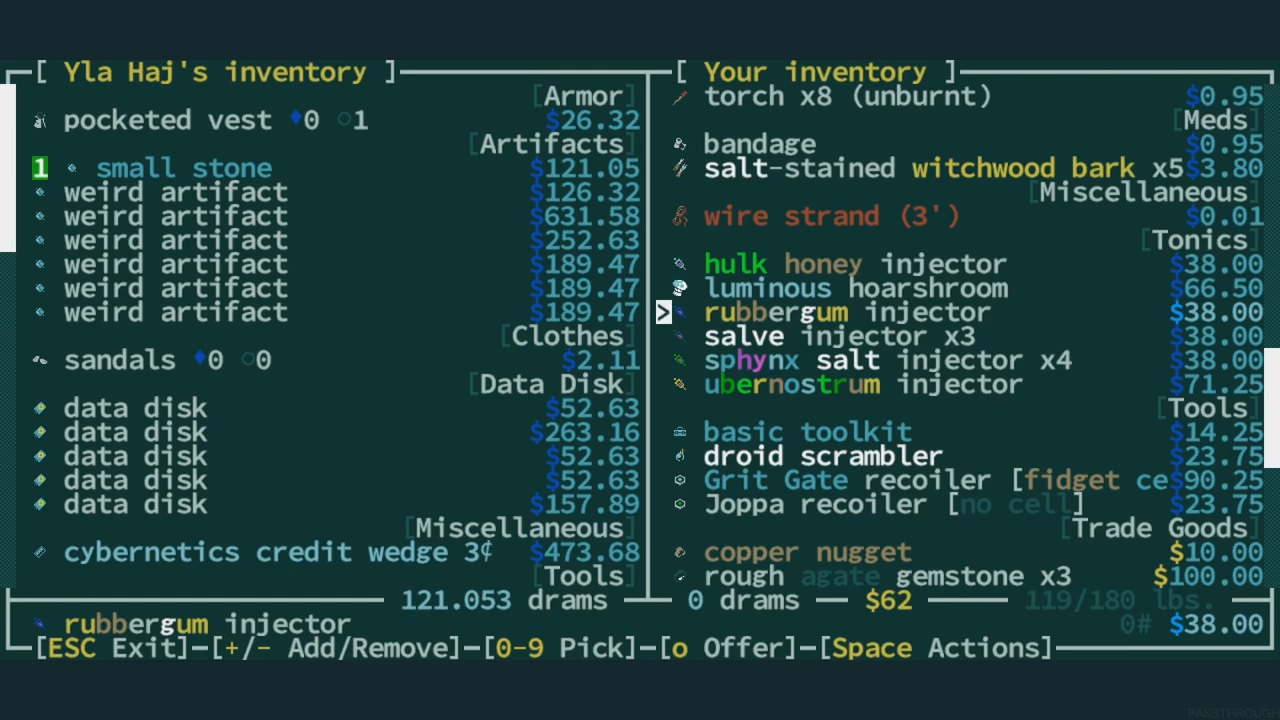 [ Yla Haj's inventory ]
[Armor]
pocketed vest ♦0 ○1 $26.32
[Artifacts]
1 small stone $121.05
weird artifact $126.32
weird artifact $631.58
weird artifact $252.63
weird artifact $189.47
weird artifact $189.47
weird artifact $189.47
[Clothes]
sandals ♦0 ○0 $2.11
[Data Disk]
data disk $52.63
data disk $263.16
data disk $52.63
data disk $52.63
data disk $157.89
[Miscellaneous]
cybernetics credit wedge 3¢ $473.68
[Tools]
121.053 drams
[ Your inventory ]
torch x8 (unburnt) $0.95
[Meds]
bandage $0.95
salt-stained witchwood bark x5 $3.80
[Miscellaneous]
wire strand (3') $0.01
[Tonics]
hulk honey injector $38.00
luminous hoarshroom $66.50
> rubbergum injector $38.00
salve injector x3 $38.00
sphynx salt injector x4 $38.00
ubernostrum injector $71.25
[Tools]
basic toolkit $14.25
droid scrambler $23.75
Grit Gate recoiler [fidget ce $90.25
Joppa recoiler [no cell] $23.75
[Trade Goods]
copper nugget $10.00
rough agate gemstone x3 $100.00
0 drams $62 119/180 lbs.
rubbergum injector 0# $38.00
[ESC Exit]-[+/- Add/Remove]-[0-9 Pick]-[o Offer]-[Space Actions]